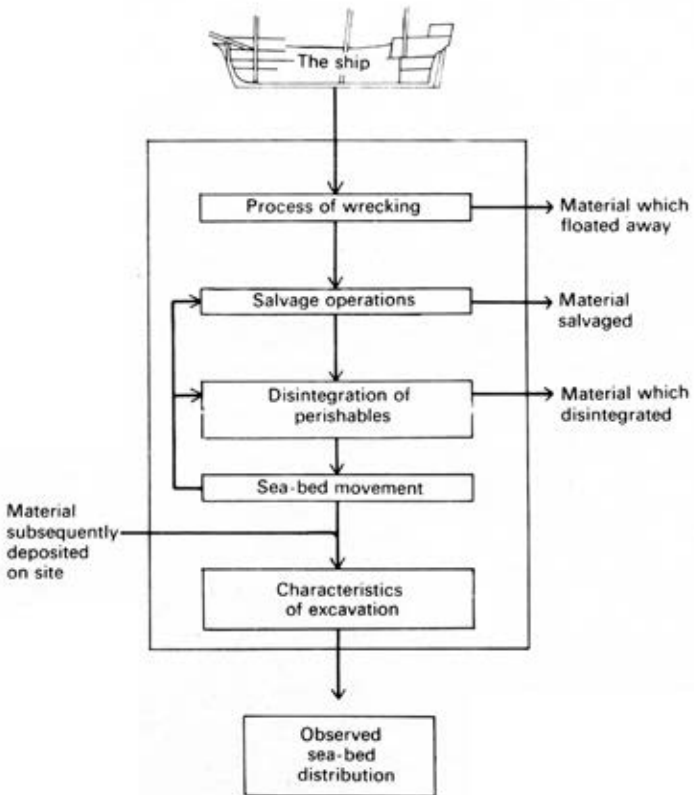 The ship
Process of wrecking
Material which
floated away
Salvage operations
Material
salvaged
Disintegration of
perishables
Material which
disintegrated
Sea-bed movement
Material
subsequently
deposited
on site
Characteristics
of excavation
Observed
sea-bed
distribution